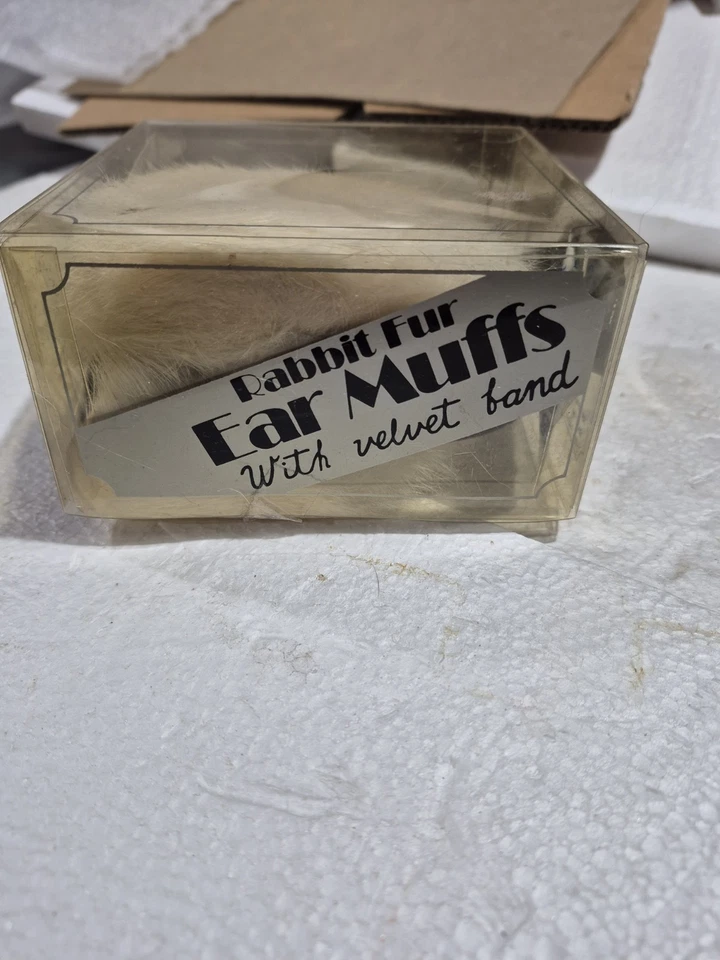 Rabbit Fur
Ear Muffs
With velvet band